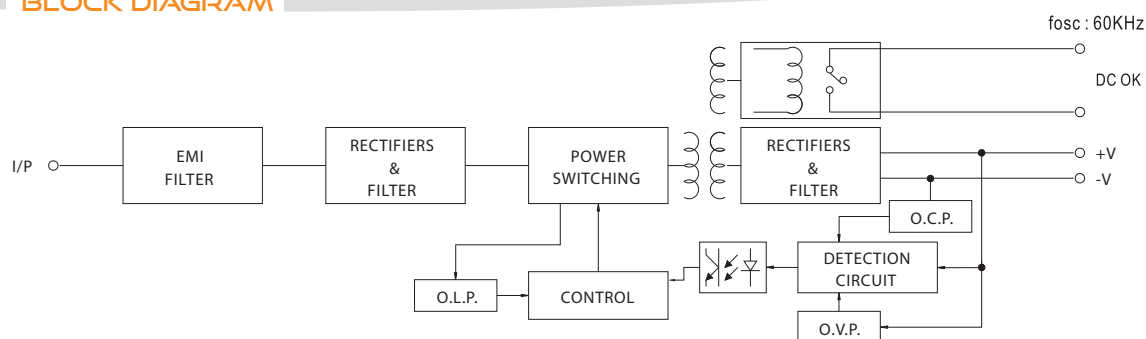 BLOCK DIAGRAM
fosc : 60KHz
DC OK
I/P
EMI
FILTER
RECTIFIERS
&
FILTER
POWER
SWITCHING
RECTIFIERS
&
FILTER
+V
-V
O.C.P.
DETECTION
CIRCUIT
O.L.P.
CONTROL
O.V.P.